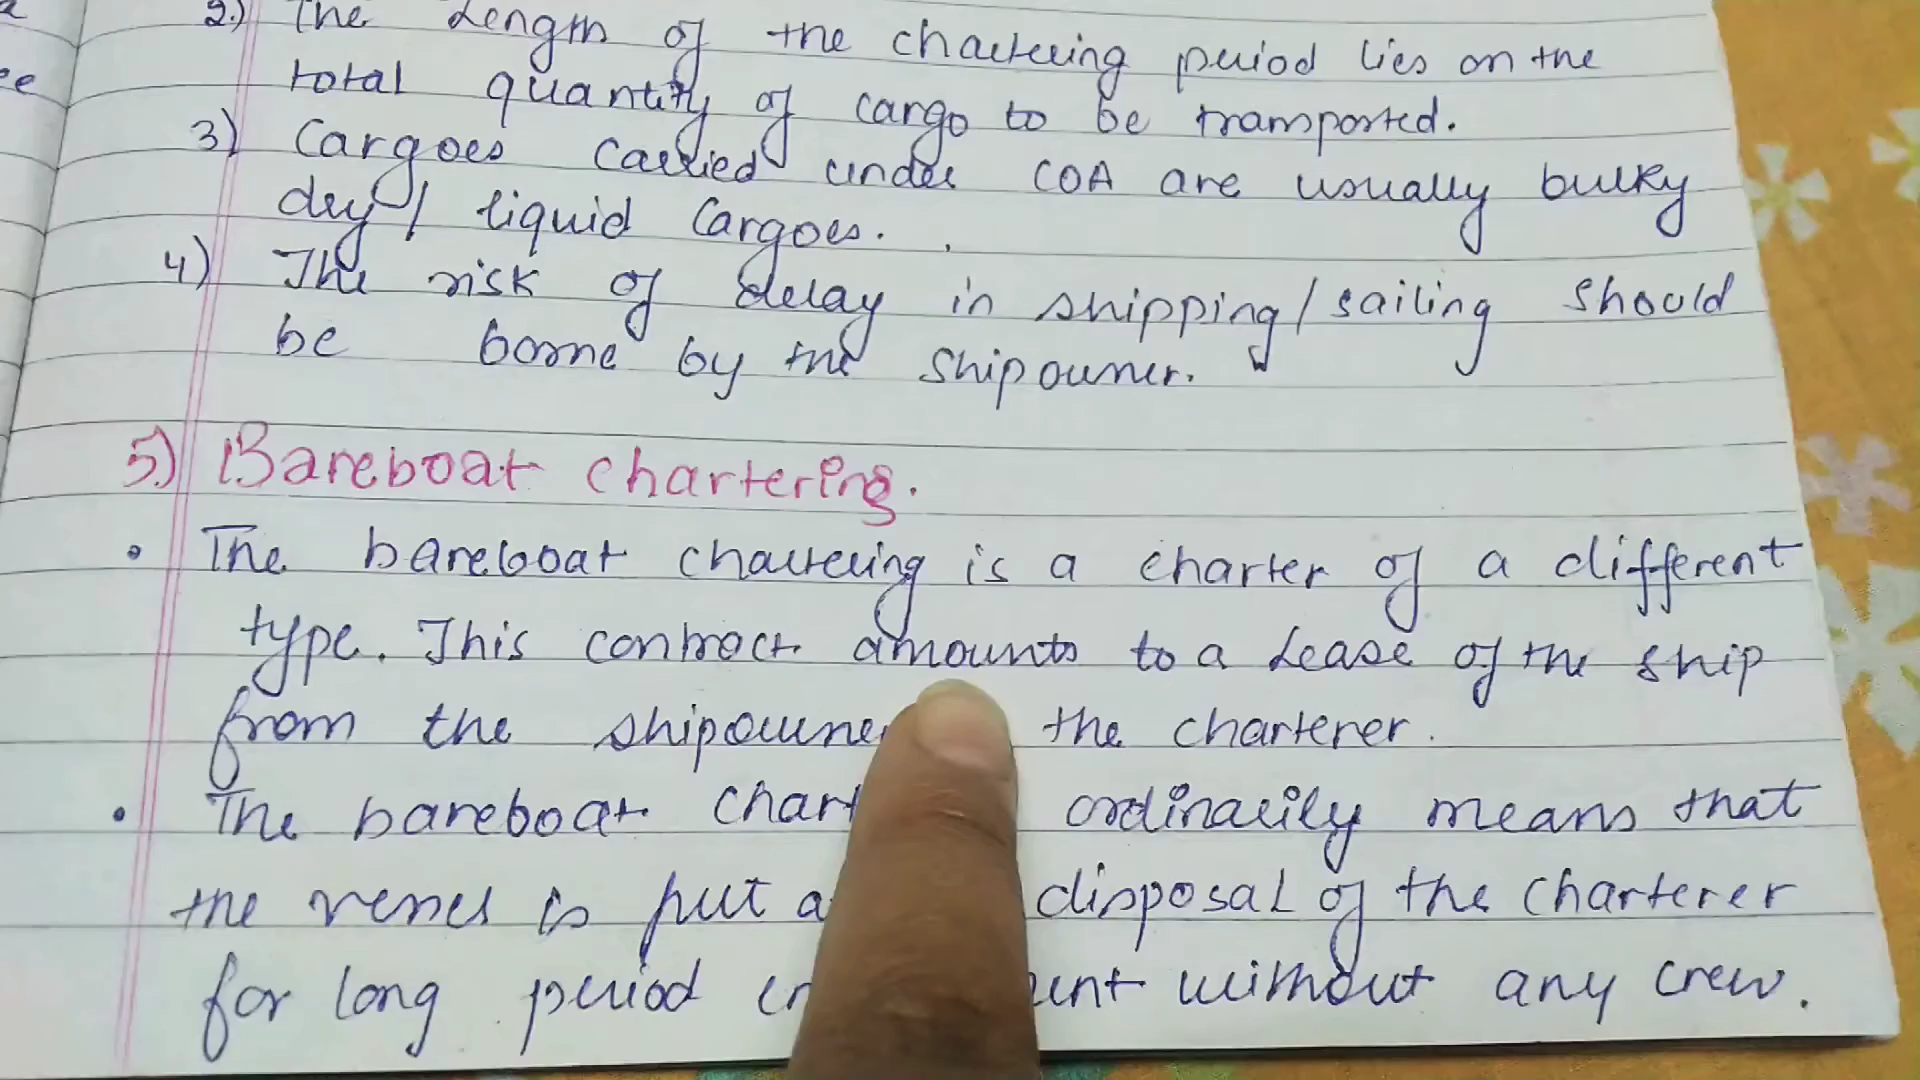 2.) The Length of the chartering period lies on the
total quantity of cargo to be transported.
3) Cargoes carried under COA are usually bulky
dry / liquid Cargoes.
4) The risk of delay in shipping / sailing should
be borne by the shipowner.
5.) Bareboat chartering.
• The bareboat chartering is a charter of a different
type. This contract amounts to a Lease of the ship
from the shipowner the charterer.
• The bareboat ordinarily means that
the vessel is put disposal of the charterer
for long period without any crew.